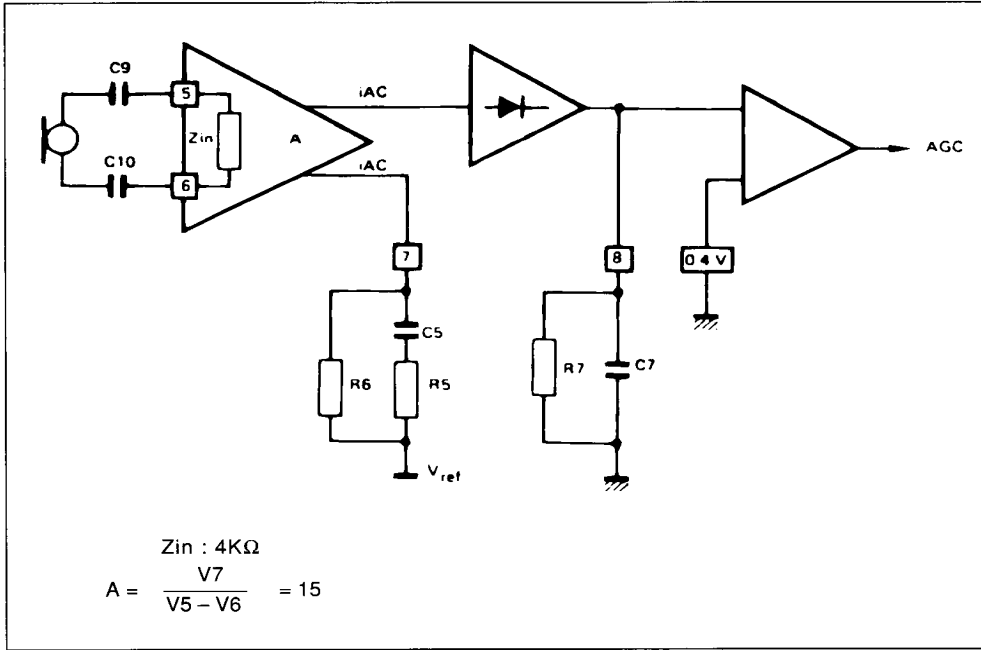 C9
5
iAC
Zin
A
AGC
C10
6
iAC
7
8
0 4 V
C5
R6
R5
R7
C7
Vref
Zin : 4KΩ
A = V7 / V5 – V6 = 15